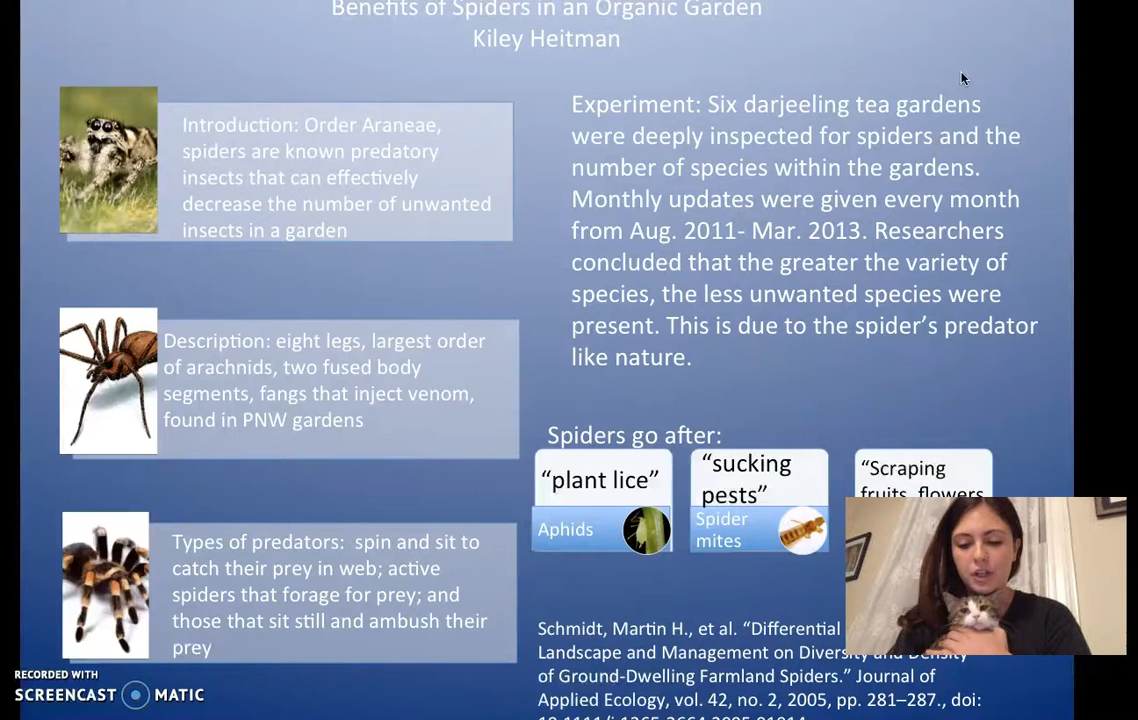 Benefits of Spiders in an Organic Garden
Kiley Heitman
Introduction: Order Araneae,
spiders are known predatory
insects that can effectively
decrease the number of unwanted
insects in a garden
Description: eight legs, largest order
of arachnids, two fused body
segments, fangs that inject venom,
found in PNW gardens
Types of predators: spin and sit to
catch their prey in web; active
spiders that forage for prey; and
those that sit still and ambush their
prey
Experiment: Six darjeeling tea gardens
were deeply inspected for spiders and the
number of species within the gardens.
Monthly updates were given every month
from Aug. 2011- Mar. 2013. Researchers
concluded that the greater the variety of
species, the less unwanted species were
present. This is due to the spider’s predator
like nature.
Spiders go after:
“plant lice”
Aphids
“sucking
pests”
Spider
mites
“Scraping
fruits, flowers
Schmidt, Martin H., et al. “Differential
Landscape and Management on Diversity and Density
of Ground-Dwelling Farmland Spiders.” Journal of
Applied Ecology, vol. 42, no. 2, 2005, pp. 281–287., doi:
RECORDED WITH
SCREENCAST MATIC